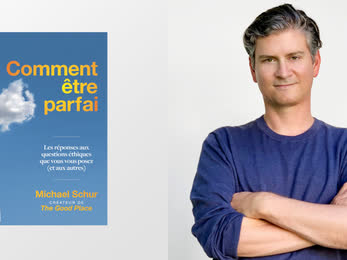 Comment
être
parfai
Les réponses aux
questions éthiques
que vous vous posez
(et aux autres)
Michael Schur
CRÉATEUR DE
The Good Place